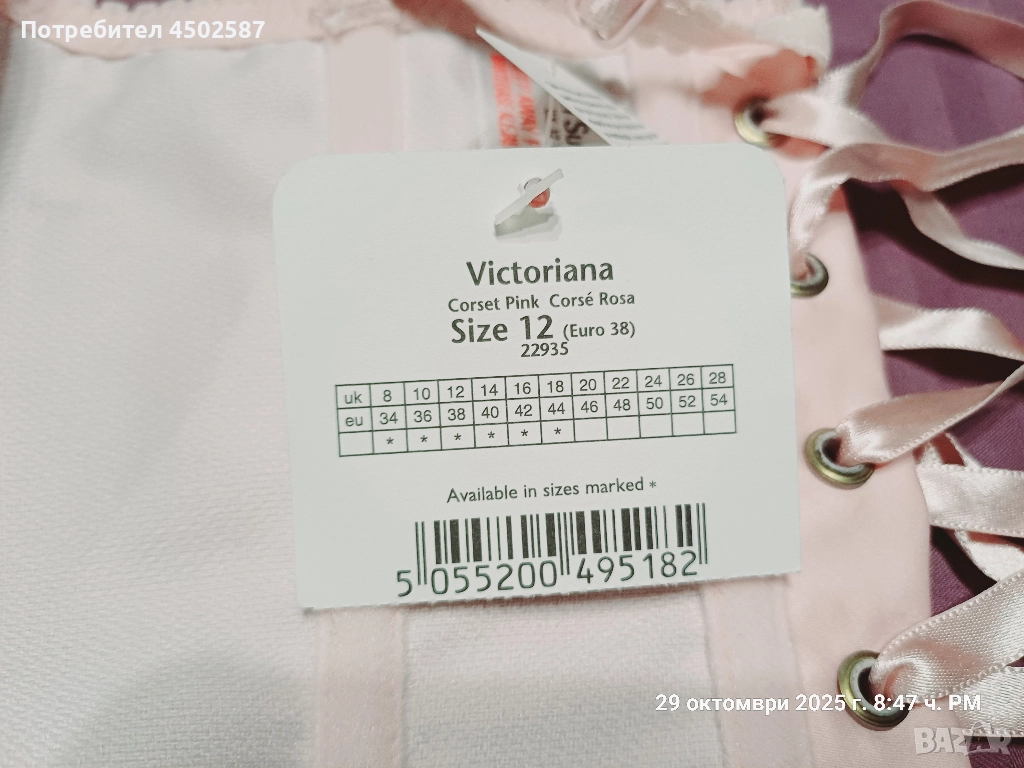 Потребител 4502587
Victoriana
Corset Pink Corsé Rosa
Size 12 (Euro 38)
22935
uk 8 10 12 14 16 18 20 22 24 26 28
eu 34 36 38 40 42 44 46 48 50 52 54
* * * * * *
Available in sizes marked *
5 055200 495182
29 октомври 2025 г. 8:47 ч. PM
BAZAR